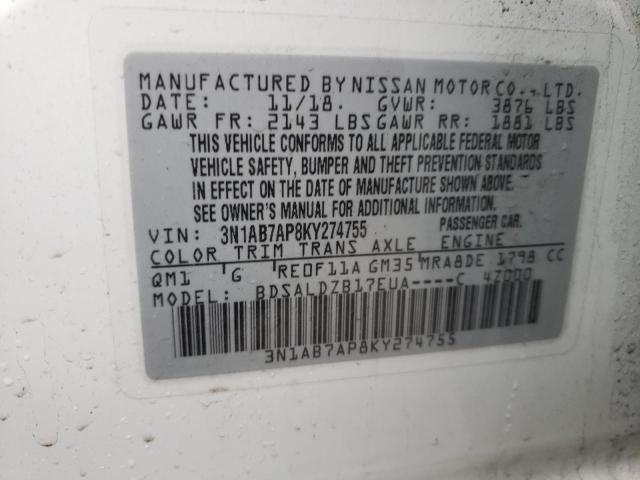 MANUFACTURED BY NISSAN MOTOR CO., LTD.
DATE: 11/18. GVWR: 3876 LBS
GAWR FR: 2143 LBS GAWR RR: 1881 LBS
THIS VEHICLE CONFORMS TO ALL APPLICABLE FEDERAL MOTOR
VEHICLE SAFETY, BUMPER AND THEFT PREVENTION STANDARDS
IN EFFECT ON THE DATE OF MANUFACTURE SHOWN ABOVE.
SEE OWNER'S MANUAL FOR ADDITIONAL INFORMATION.
VIN: 3N1AB7AP8KY274755 PASSENGER CAR.
COLOR TRIM TRANS AXLE ENGINE
QM1 G RE0F11A GM35 MRA8DE 1798 CC
MODEL: BDSALDZB17EUA----C 4Z000
3N1AB7AP8KY274755